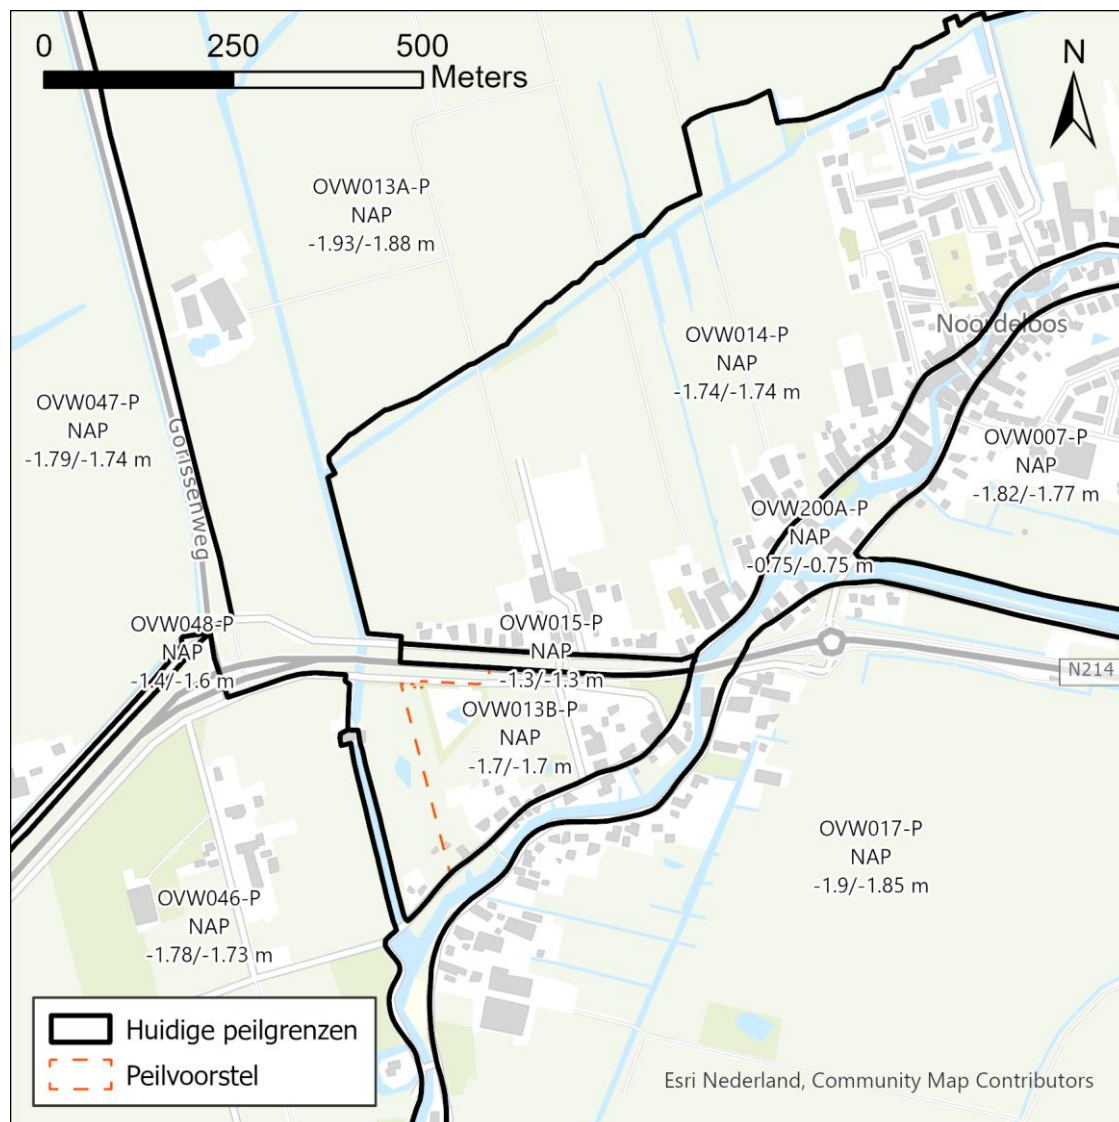 0 250 500
Meters
N
OVW013A-P
NAP
-1.93/-1.88 m
OVW014-P
NAP
-1.74/-1.74 m
Noordeloos
OVW047-P
NAP
-1.79/-1.74 m
Gorissenweg
OVW007-P
NAP
-1.82/-1.77 m
OVW200A-P
NAP
-0.75/-0.75 m
OVW048-P
NAP
-1.4/-1.6 m
OVW015-P
NAP
-1.3/-1.3 m
N214
OVW013B-P
NAP
-1.7/-1.7 m
OVW017-P
NAP
-1.9/-1.85 m
OVW046-P
NAP
-1.78/-1.73 m
Huidige peilgrenzen
Peilvoorstel
Esri Nederland, Community Map Contributors